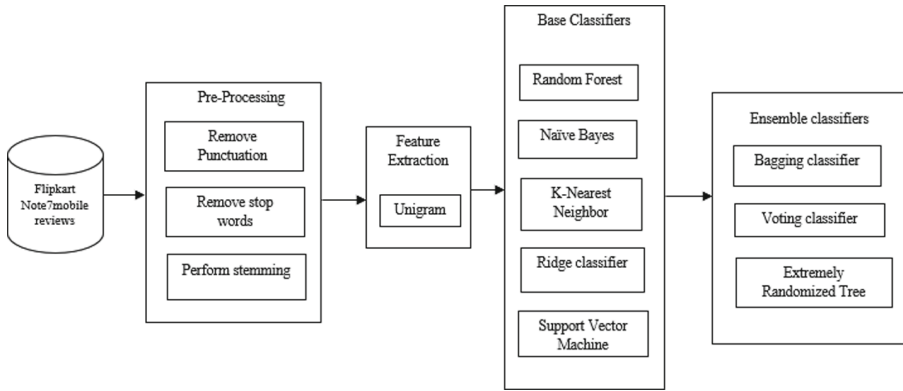 Flipkart
Note7mobile
reviews
Pre-Processing
Remove
Punctuation
Remove stop
words
Perform stemming
Feature
Extraction
Unigram
Base Classifiers
Random Forest
Naïve Bayes
K-Nearest
Neighbor
Ridge classifier
Support Vector
Machine
Ensemble classifiers
Bagging classifier
Voting classifier
Extremely
Randomized Tree